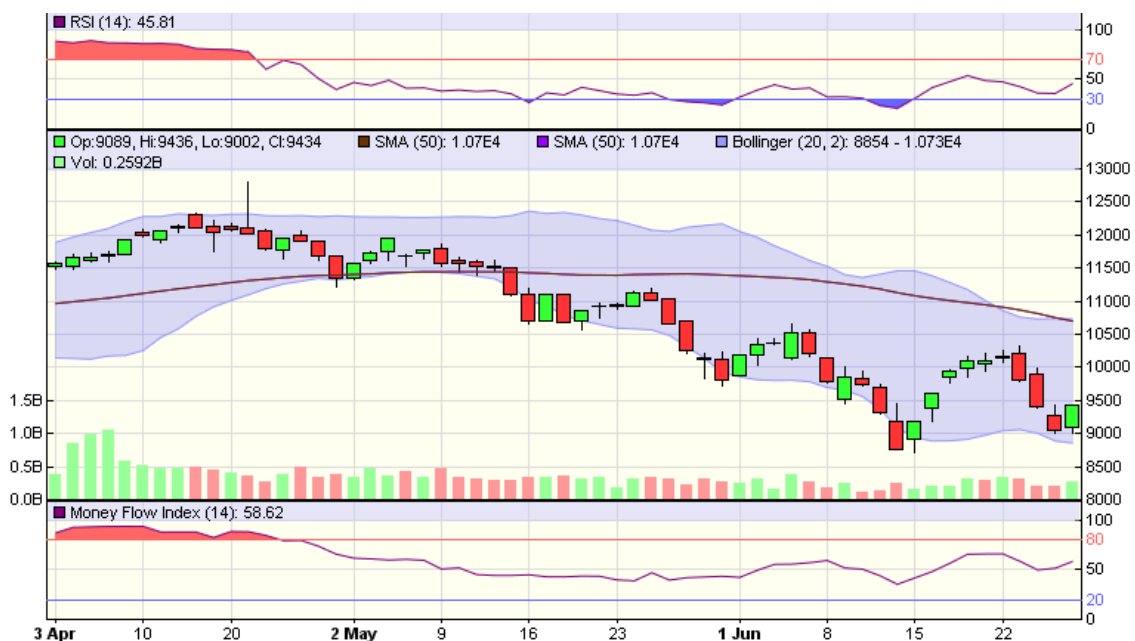 RSI (14): 45.81
100
70
50
30
0
Op:9089, Hi:9436, Lo:9002, Cl:9434 SMA (50): 1.07E4 SMA (50): 1.07E4 Bollinger (20, 2): 8854 - 1.073E4
Vol: 0.2592B
13000
12500
12000
11500
11000
10500
10000
1.5B 9500
1.0B 9000
0.5B 8500
0.0B 8000
Money Flow Index (14): 58.62
100
80
50
20
0
3 Apr 10 20 2 May 9 16 23 1 Jun 8 15 22